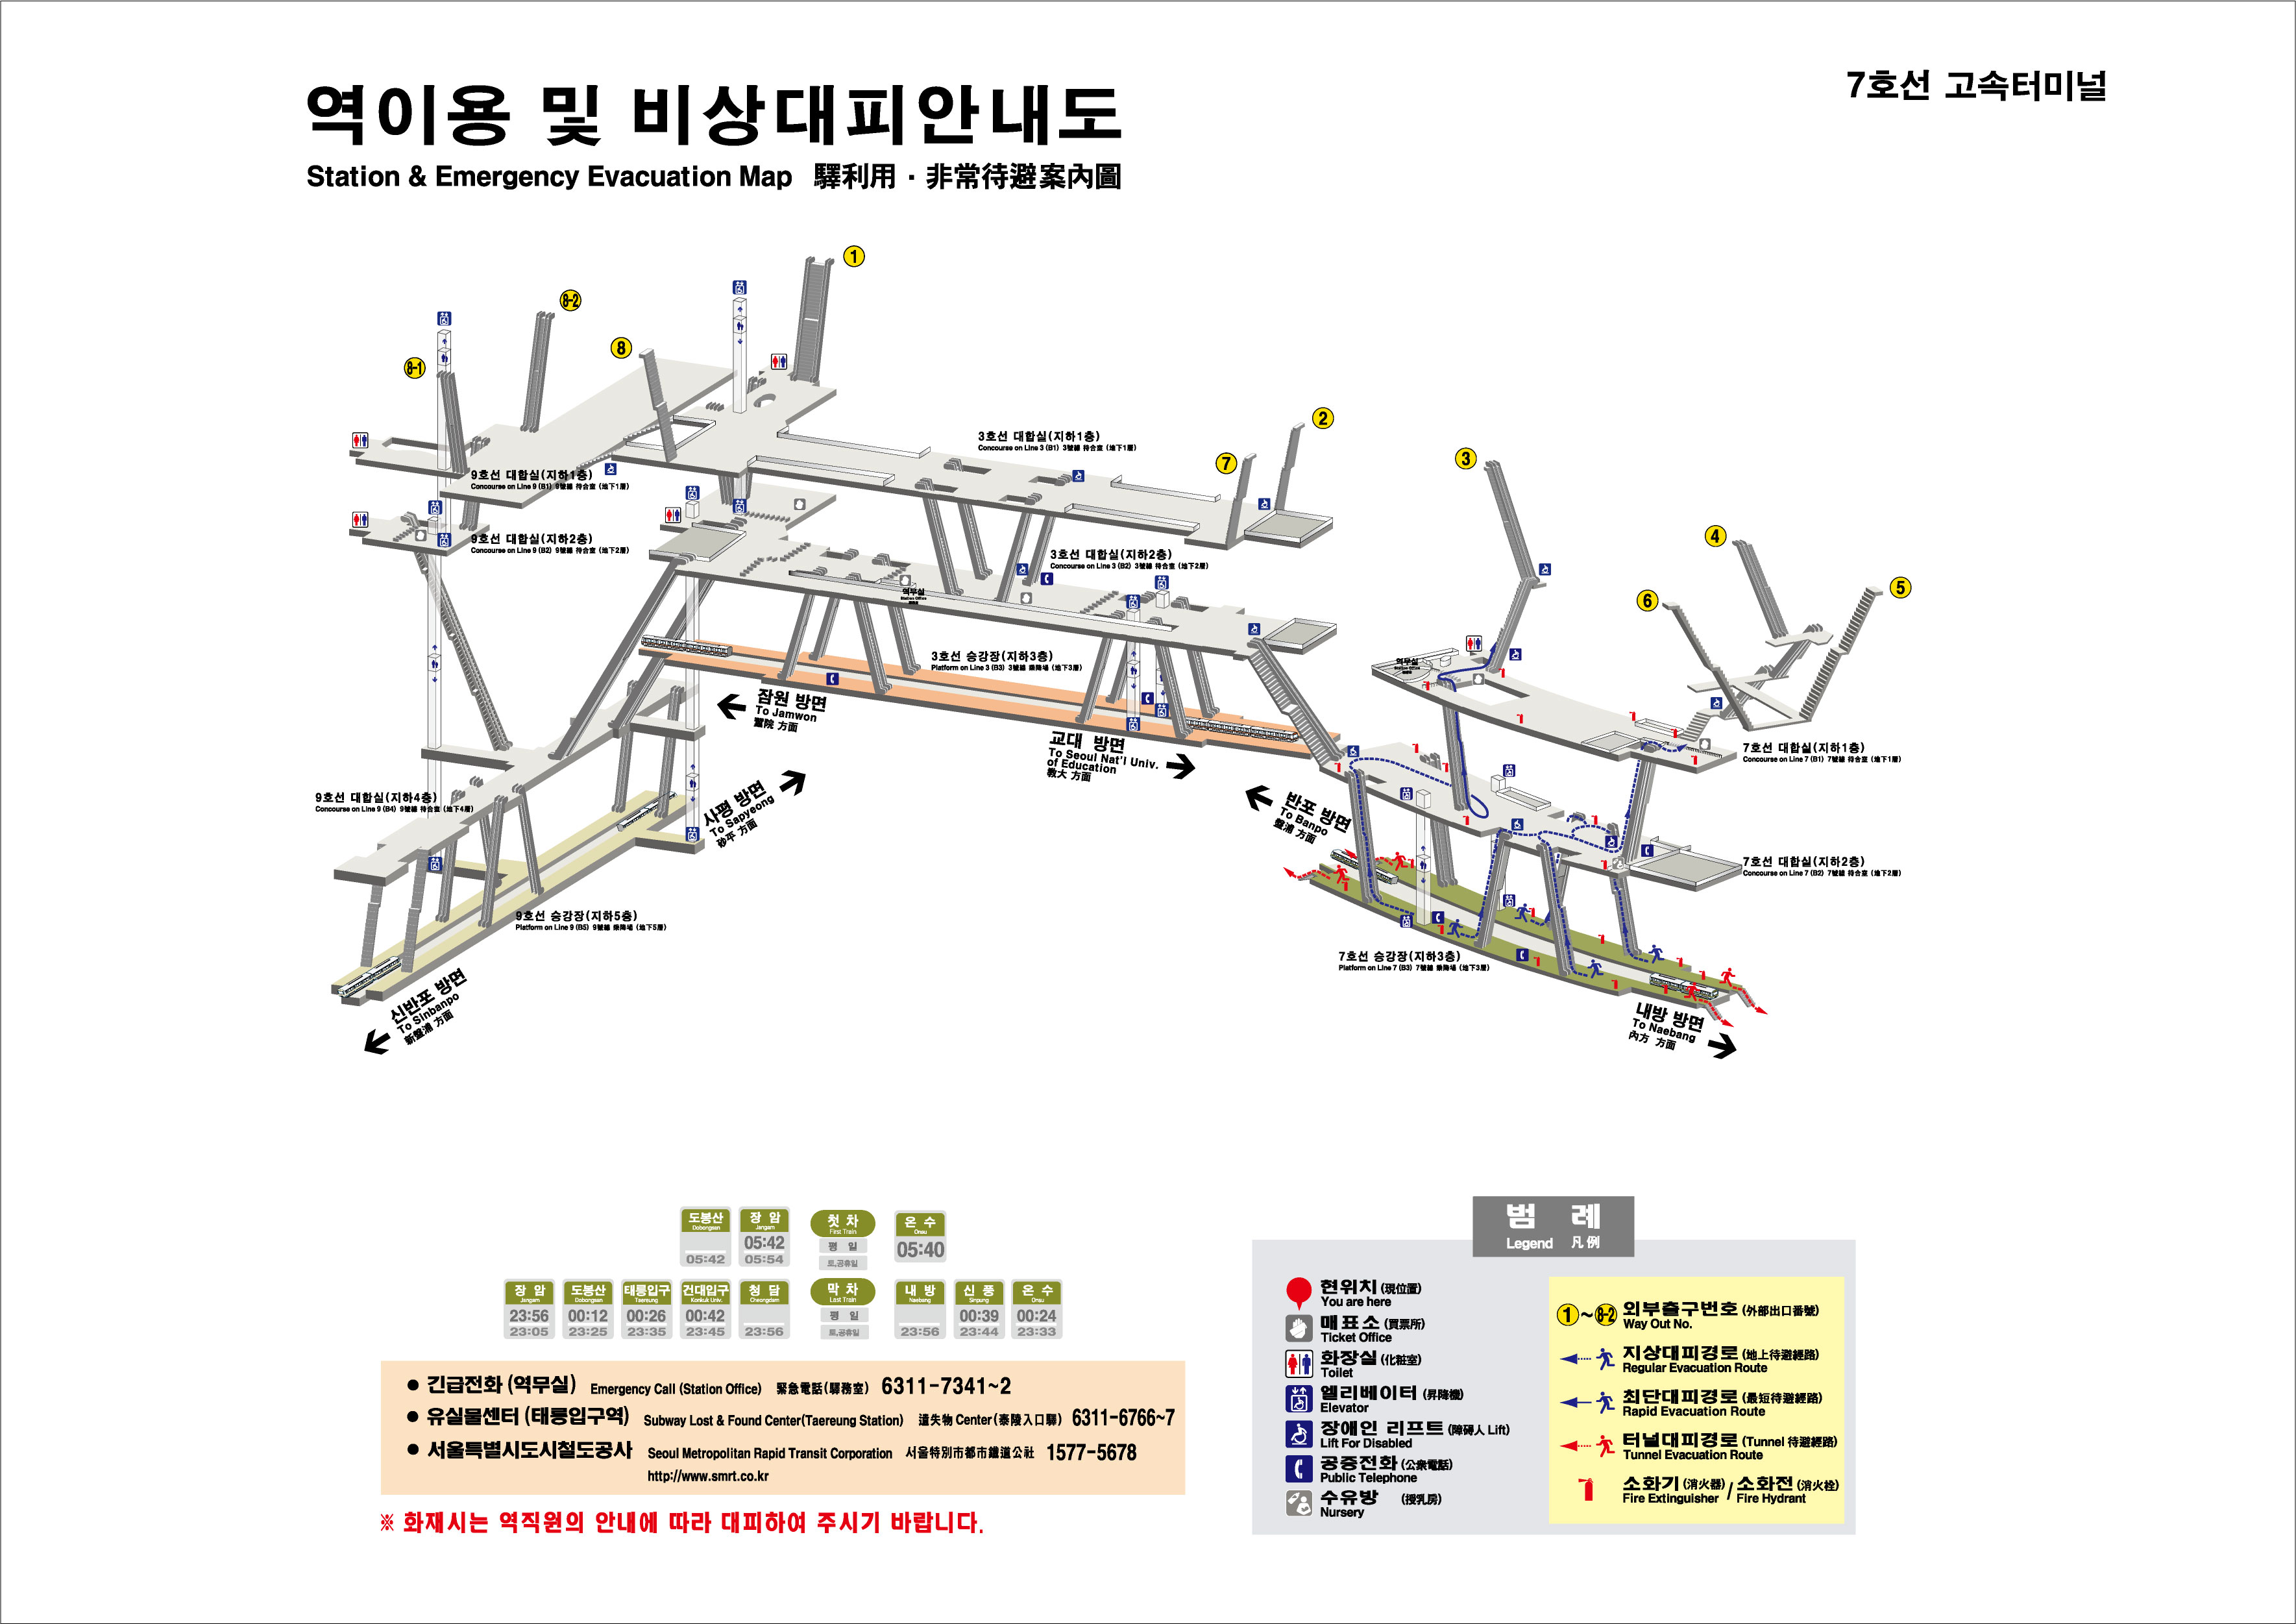 7호선 고속터미널
역이용 및 비상대피안내도
Station & Emergency Evacuation Map 驛利用 · 非常待避案內圖
1
8-2
8
8-1
2
7
3
4
6
5
3호선 대합실(지하1층)
Concourse on Line 3 (B1) 3號線 待合室 (地下1層)
9호선 대합실(지하1층)
Concourse on Line 9 (B1) 9號線 待合室 (地下1層)
9호선 대합실(지하2층)
Concourse on Line 9 (B2) 9號線 待合室 (地下2層)
3호선 대합실(지하2층)
Concourse on Line 3 (B2) 3號線 待合室 (地下2層)
역무실
Station Office
역무실
Station Office
3호선 승강장(지하3층)
Platform on Line 3 (B3) 3號線 乘降場 (地下3層)
잠원 방면
To Jamwon
蠶院 方面
교대 방면
To Seoul Nat'l Univ.
of Education
敎大 方面
사평 방면
To Sapyeong
砂平 方面
반포 방면
To Banpo
盤浦 方面
7호선 대합실(지하1층)
Concourse on Line 7 (B1) 7號線 待合室 (地下1層)
9호선 대합실(지하4층)
Concourse on Line 9 (B4) 9號線 待合室 (地下4層)
7호선 대합실(지하2층)
Concourse on Line 7 (B2) 7號線 待合室 (地下2層)
9호선 승강장(지하5층)
Platform on Line 9 (B5) 9號線 乘降場 (地下5層)
7호선 승강장(지하3층)
Platform on Line 7 (B3) 7號線 乘降場 (地下3層)
신반포 방면
To Sinbanpo
新盤浦 方面
내방 방면
To Naebang
內方 方面
도봉산 장 암 첫 차 온 수
Dobongsan Jangam First Train Onsu
05:42 평 일 05:40
05:42 05:54 토,공휴일
장 암 도봉산 태릉입구 건대입구 청 담 막 차 내 방 신 풍 온 수
Jangam Dobongsan Taereung Konkuk Univ. Cheongdam Last Train Naebang Sinpung Onsu
23:56 00:12 00:26 00:42 평 일 00:39 00:24
23:05 23:25 23:35 23:45 23:56 토,공휴일 23:56 23:44 23:33
● 긴급전화 (역무실) Emergency Call (Station Office) 緊急電話 (驛務室) 6311-7341~2
● 유실물센터 (태릉입구역) Subway Lost & Found Center(Taereung Station) 遺失物 Center (泰陵入口驛) 6311-6766~7
● 서울특별시도시철도공사 Seoul Metropolitan Rapid Transit Corporation 서울特別市都市鐵道公社 1577-5678
http://www.smrt.co.kr
※ 화재시는 역직원의 안내에 따라 대피하여 주시기 바랍니다.
범 례
Legend 凡例
현위치 (現位置)
You are here
매표소 (買票所)
Ticket Office
화장실 (化粧室)
Toilet
엘리베이터 (昇降機)
Elevator
장애인 리프트 (障碍人 Lift)
Lift For Disabled
공중전화 (公衆電話)
Public Telephone
수유방 (授乳房)
Nursery
1 ~ 8-2 외부출구번호 (外部出口番號)
Way Out No.
지상대피경로 (地上待避經路)
Regular Evacuation Route
최단대피경로 (最短待避經路)
Rapid Evacuation Route
터널대피경로 (Tunnel 待避經路)
Tunnel Evacuation Route
소화기 (消火器) / 소화전 (消火栓)
Fire Extinguisher / Fire Hydrant